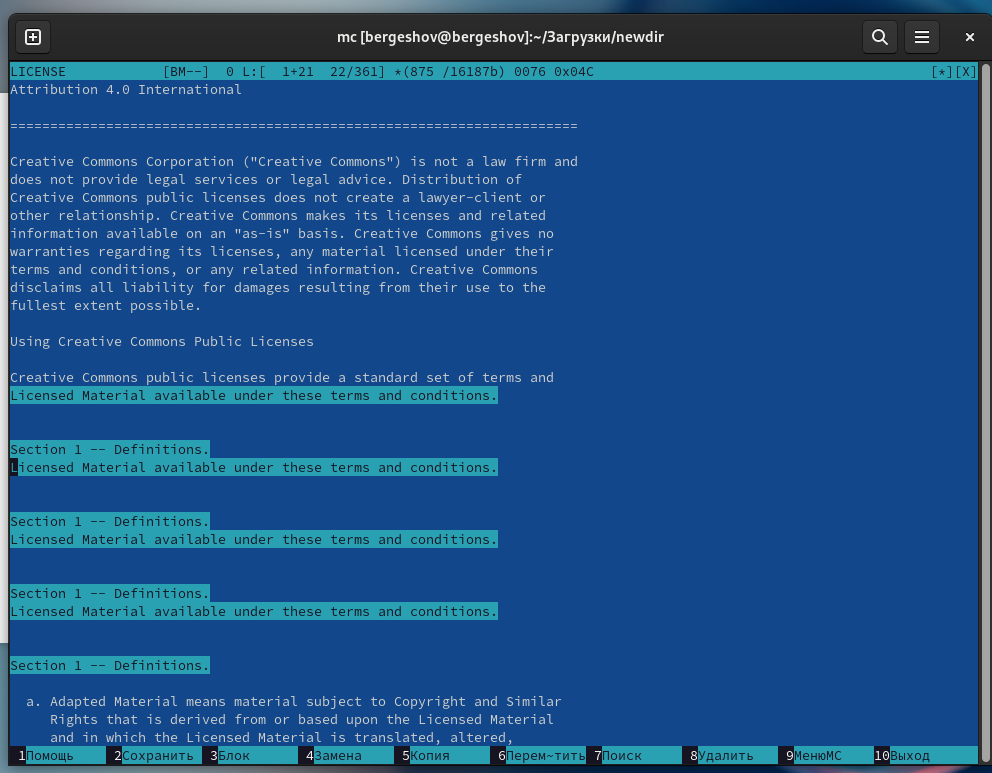 mc [bergeshov@bergeshov]:~/Загрузки/newdir
LICENSE [BM--] 0 L:[ 1+21 22/361] *(875 /16187b) 0076 0x04C [*][X]
Attribution 4.0 International
=======================================================================
Creative Commons Corporation ("Creative Commons") is not a law firm and
does not provide legal services or legal advice. Distribution of
Creative Commons public licenses does not create a lawyer-client or
other relationship. Creative Commons makes its licenses and related
information available on an "as-is" basis. Creative Commons gives no
warranties regarding its licenses, any material licensed under their
terms and conditions, or any related information. Creative Commons
disclaims all liability for damages resulting from their use to the
fullest extent possible.
Using Creative Commons Public Licenses
Creative Commons public licenses provide a standard set of terms and
Licensed Material available under these terms and conditions.
Section 1 -- Definitions.
Licensed Material available under these terms and conditions.
Section 1 -- Definitions.
Licensed Material available under these terms and conditions.
Section 1 -- Definitions.
Licensed Material available under these terms and conditions.
Section 1 -- Definitions.
a. Adapted Material means material subject to Copyright and Similar
Rights that is derived from or based upon the Licensed Material
and in which the Licensed Material is translated, altered,
1Помощь 2Сохранить 3Блок 4Замена 5Копия 6Перем~тить 7Поиск 8Удалить 9МенюMC 10Выход